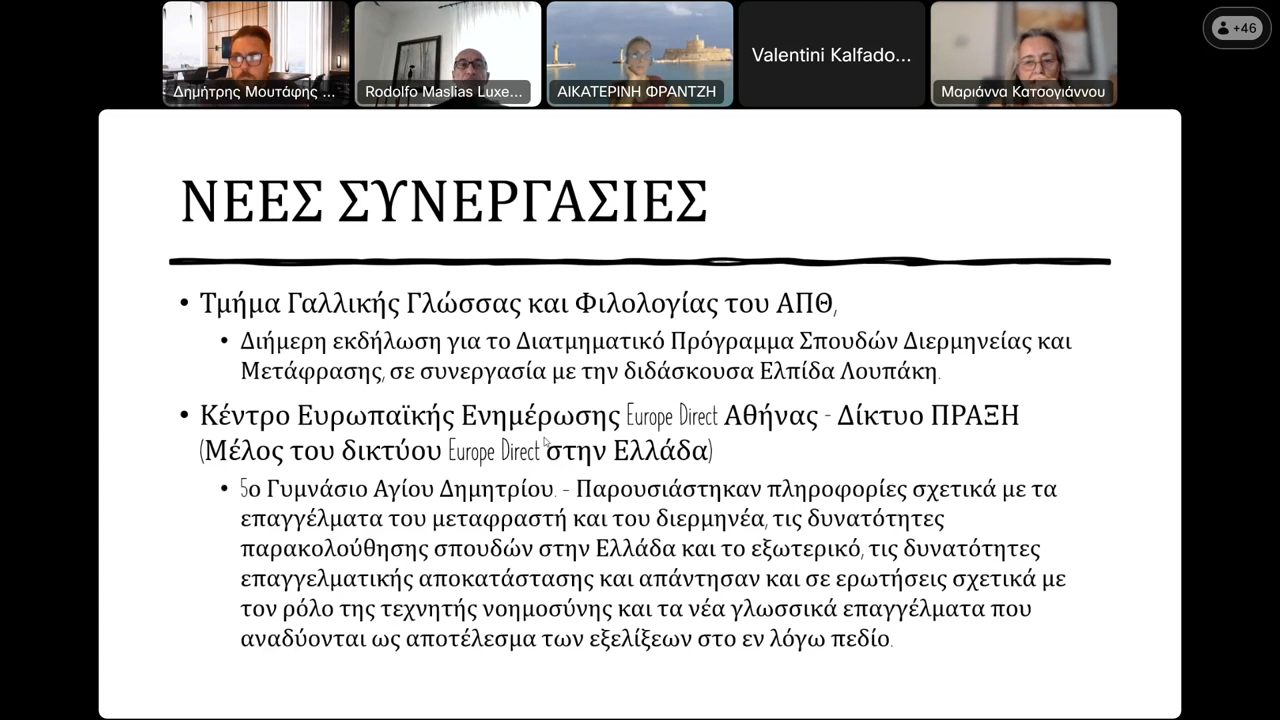 Δημήτρης Μουτάφης ...
Rodolfo Maslias Luxe...
ΑΙΚΑΤΕΡΙΝΗ ΦΡΑΝΤΖΗ
Valentini Kalfado...
Μαριάννα Κατσογιάννου
+46
ΝΕΕΣ ΣΥΝΕΡΓΑΣΙΕΣ
• Τμήμα Γαλλικής Γλώσσας και Φιλολογίας του ΑΠΘ,
• Διήμερη εκδήλωση για το Διατμηματικό Πρόγραμμα Σπουδών Διερμηνείας και
Μετάφρασης, σε συνεργασία με την διδάσκουσα Ελπίδα Λουπάκη.
• Κέντρο Ευρωπαϊκής Ενημέρωσης Europe Direct Αθήνας - Δίκτυο ΠΡΑΞΗ
(Μέλος του δικτύου Europe Direct στην Ελλάδα)
• 5ο Γυμνάσιο Αγίου Δημητρίου. - Παρουσιάστηκαν πληροφορίες σχετικά με τα
επαγγέλματα του μεταφραστή και του διερμηνέα, τις δυνατότητες
παρακολούθησης σπουδών στην Ελλάδα και το εξωτερικό, τις δυνατότητες
επαγγελματικής αποκατάστασης και απάντησαν και σε ερωτήσεις σχετικά με
τον ρόλο της τεχνητής νοημοσύνης και τα νέα γλωσσικά επαγγέλματα που
αναδύονται ως αποτέλεσμα των εξελίξεων στο εν λόγω πεδίο.